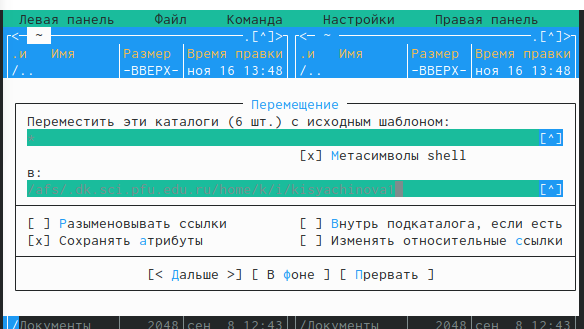 Левая панель Файл Команда Настройки Правая панель
<- ~ .[^]> <- ~ .[^]>
.и Имя Размер Время правки .и Имя Размер Время правки
/.. -ВВЕРХ- ноя 16 13:48 /.. -ВВЕРХ- ноя 16 13:48
Перемещение
Переместить эти каталоги (6 шт.) с исходным шаблоном:
[^]
[x] Метасимволы shell
в:
[^]
[ ] Разыменовывать ссылки [ ] Внутрь подкаталога, если есть
[x] Сохранять атрибуты [ ] Изменять относительные ссылки
[< Дальше >] [ В фоне ] [ Прервать ]
/Документы 2048 сен 8 12:43 /Документы 2048 сен 8 12:43